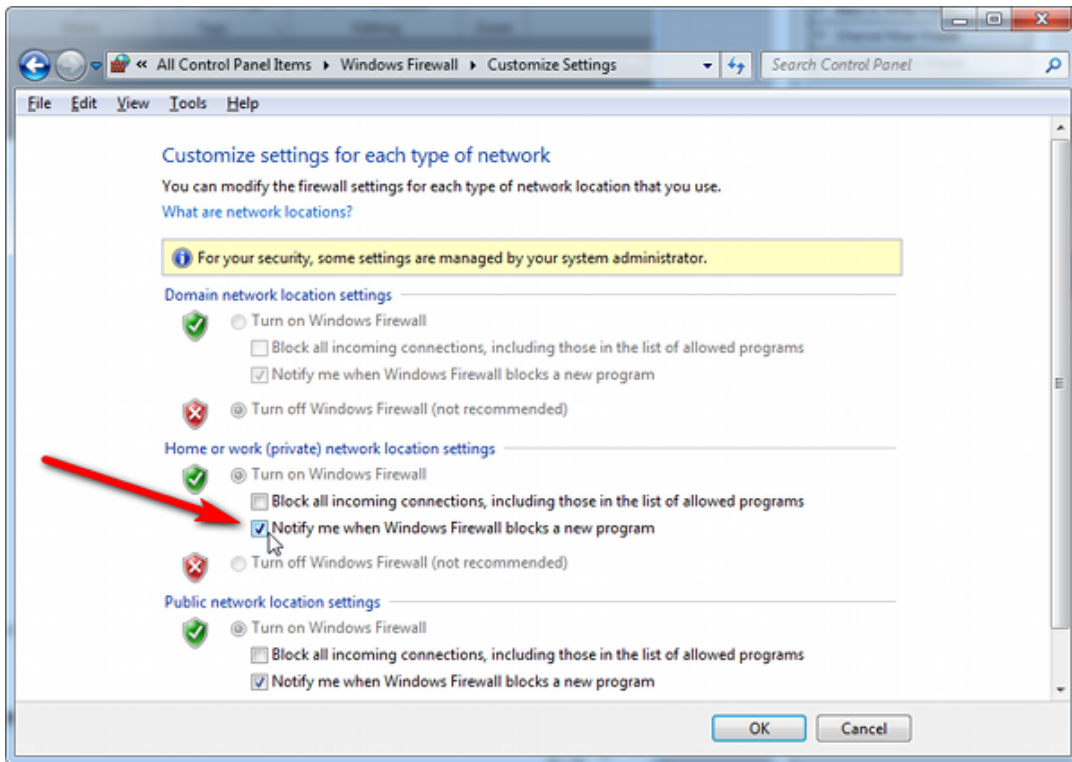 « All Control Panel Items ▸ Windows Firewall ▸ Customize Settings
Search Control Panel
File Edit View Tools Help
Customize settings for each type of network
You can modify the firewall settings for each type of network location that you use.
What are network locations?
For your security, some settings are managed by your system administrator.
Domain network location settings
Turn on Windows Firewall
Block all incoming connections, including those in the list of allowed programs
Notify me when Windows Firewall blocks a new program
Turn off Windows Firewall (not recommended)
Home or work (private) network location settings
Turn on Windows Firewall
Block all incoming connections, including those in the list of allowed programs
Notify me when Windows Firewall blocks a new program
Turn off Windows Firewall (not recommended)
Public network location settings
Turn on Windows Firewall
Block all incoming connections, including those in the list of allowed programs
Notify me when Windows Firewall blocks a new program
OK Cancel